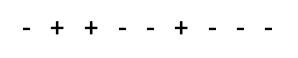 - + + - - + - - -